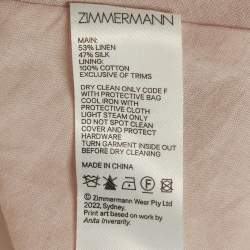 ZIMMERMANN
MAIN:
53% LINEN
47% SILK
LINING:
100% COTTON
EXCLUSIVE OF TRIMS
DRY CLEAN ONLY CODE F
WITH PROTECTIVE BAG
COOL IRON WITH
PROTECTIVE CLOTH
LIGHT STEAM ONLY
DO NOT SPOT CLEAN
COVER AND PROTECT
HARDWARE
TURN GARMENT INSIDE OUT
BEFORE DRY CLEANING
MADE IN CHINA
© Zimmermann Wear Pty Ltd
2022, Sydney.
Print art based on work by
Anita Inverarity.